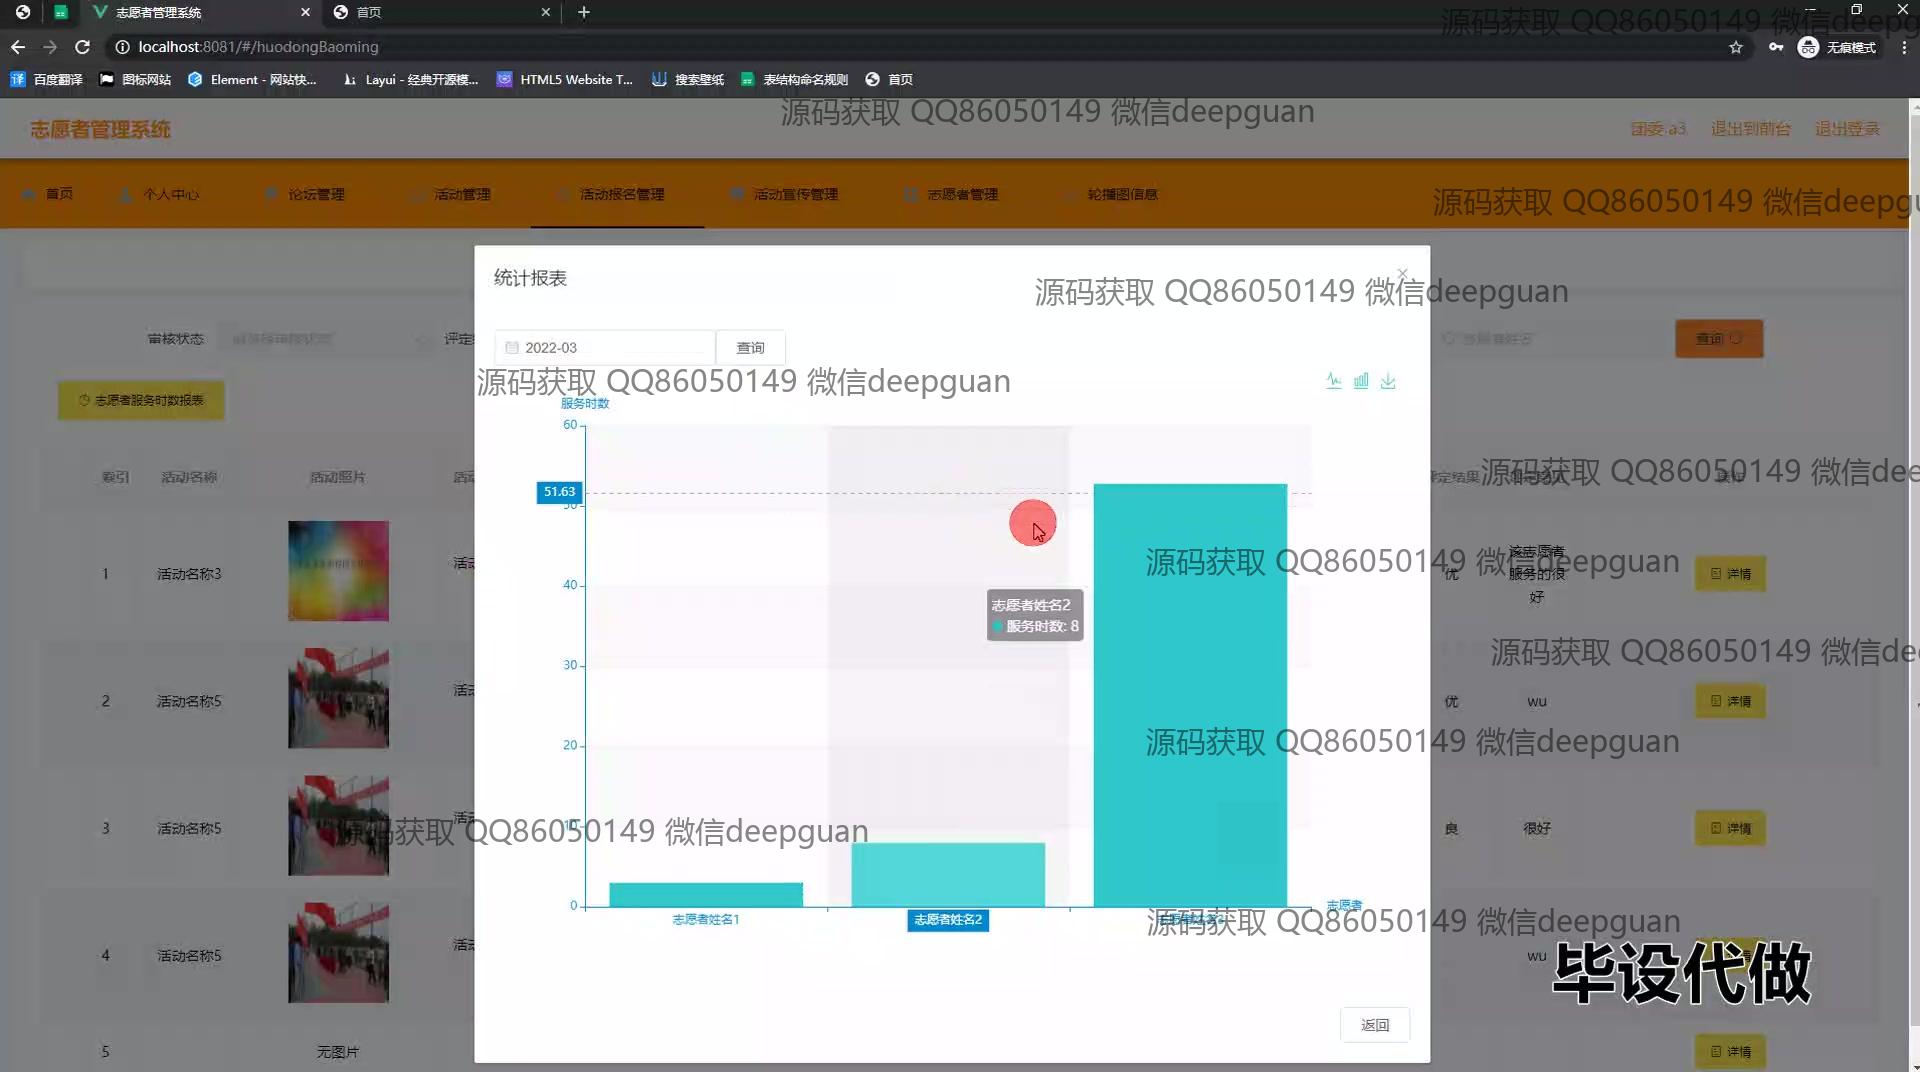 志愿者管理系统
首页
localhost:8081/#/huodongBaoming
无痕模式
百度翻译
图标网站
Element - 网站快...
Layui - 经典开源模...
HTML5 Website T...
搜索壁纸
表结构命名规则
首页
源码获取 QQ86050149 微信deepg
源码获取 QQ86050149 微信deepguan
志愿者管理系统
团委 a3
退出到前台
退出登录
首页
个人中心
论坛管理
活动管理
活动报名管理
活动宣传管理
志愿者管理
轮播图信息
源码获取 QQ86050149 微信deepgu
统计报表
源码获取 QQ86050149 微信deepguan
审核状态
评定
2022-03
查询
查询
源码获取 QQ86050149 微信deepguan
志愿者服务时数报表
服务时数
60
51.63
50
40
30
20
10
0
志愿者姓名2
服务时数: 8
志愿者姓名1
志愿者姓名2
志愿者
索引
活动名称
活动照片
活动
源码获取 QQ86050149 微信dee
1
活动名称3
活动
优
该志愿者
服务的很
好
详情
源码获取 QQ86050149 微信deepguan
源码获取 QQ86050149 微信de
2
活动名称5
活动
优
wu
详情
源码获取 QQ86050149 微信deepguan
3
活动名称5
活动
良
很好
详情
源码获取 QQ86050149 微信deepguan
源码获取 QQ86050149 微信deepguan
4
活动名称5
活动
wu
毕设代做
返回
5
无图片
详情